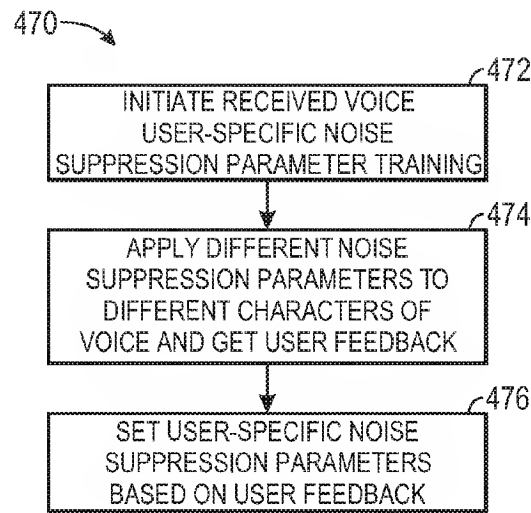 470
472
INITIATE RECEIVED VOICE
USER-SPECIFIC NOISE
SUPPRESSION PARAMETER TRAINING
474
APPLY DIFFERENT NOISE
SUPPRESSION PARAMETERS TO
DIFFERENT CHARACTERS OF
VOICE AND GET USER FEEDBACK
476
SET USER-SPECIFIC NOISE
SUPPRESSION PARAMETERS
BASED ON USER FEEDBACK